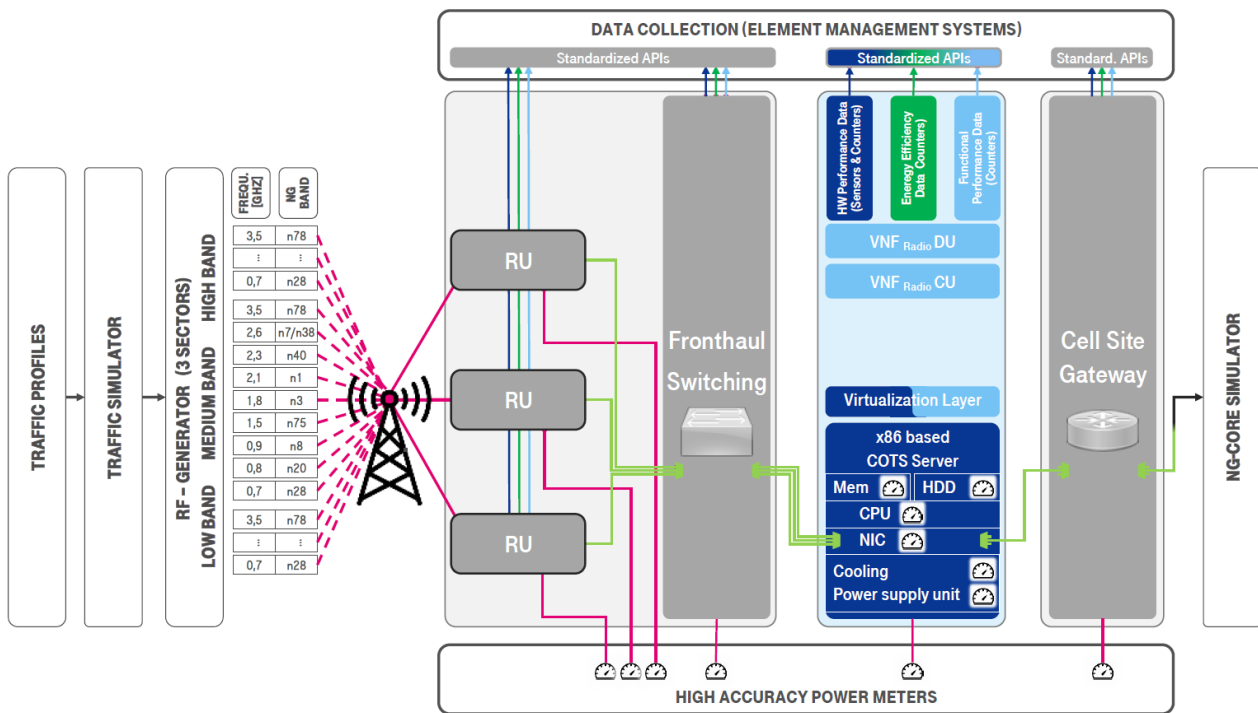 DATA COLLECTION (ELEMENT MANAGEMENT SYSTEMS)
Standardized APIs
Standardized APIs
Standard. APIs
TRAFFIC PROFILES
TRAFFIC SIMULATOR
RF – GENERATOR (3 SECTORS)
LOW BAND
MEDIUM BAND
HIGH BAND
FREQU.
[GHZ]
NG
BAND
3,5 n78
⋮ ⋮
0,7 n28
3,5 n78
2,6 n7/n38
2,3 n40
2,1 n1
1,8 n3
1,5 n75
0,9 n8
0,8 n20
0,7 n28
3,5 n78
⋮ ⋮
0,7 n28
RU
RU
RU
Fronthaul
Switching
HW Performance Data
(Sensors & Counters)
Eneregy Efficiency
Data Counters)
Functional
Performance Data
(Counters)
VNF Radio DU
VNF Radio CU
Virtualization Layer
x86 based
COTS Server
Mem HDD
CPU
NIC
Cooling
Power supply unit
Cell Site
Gateway
NG-CORE SIMULATOR
HIGH ACCURACY POWER METERS